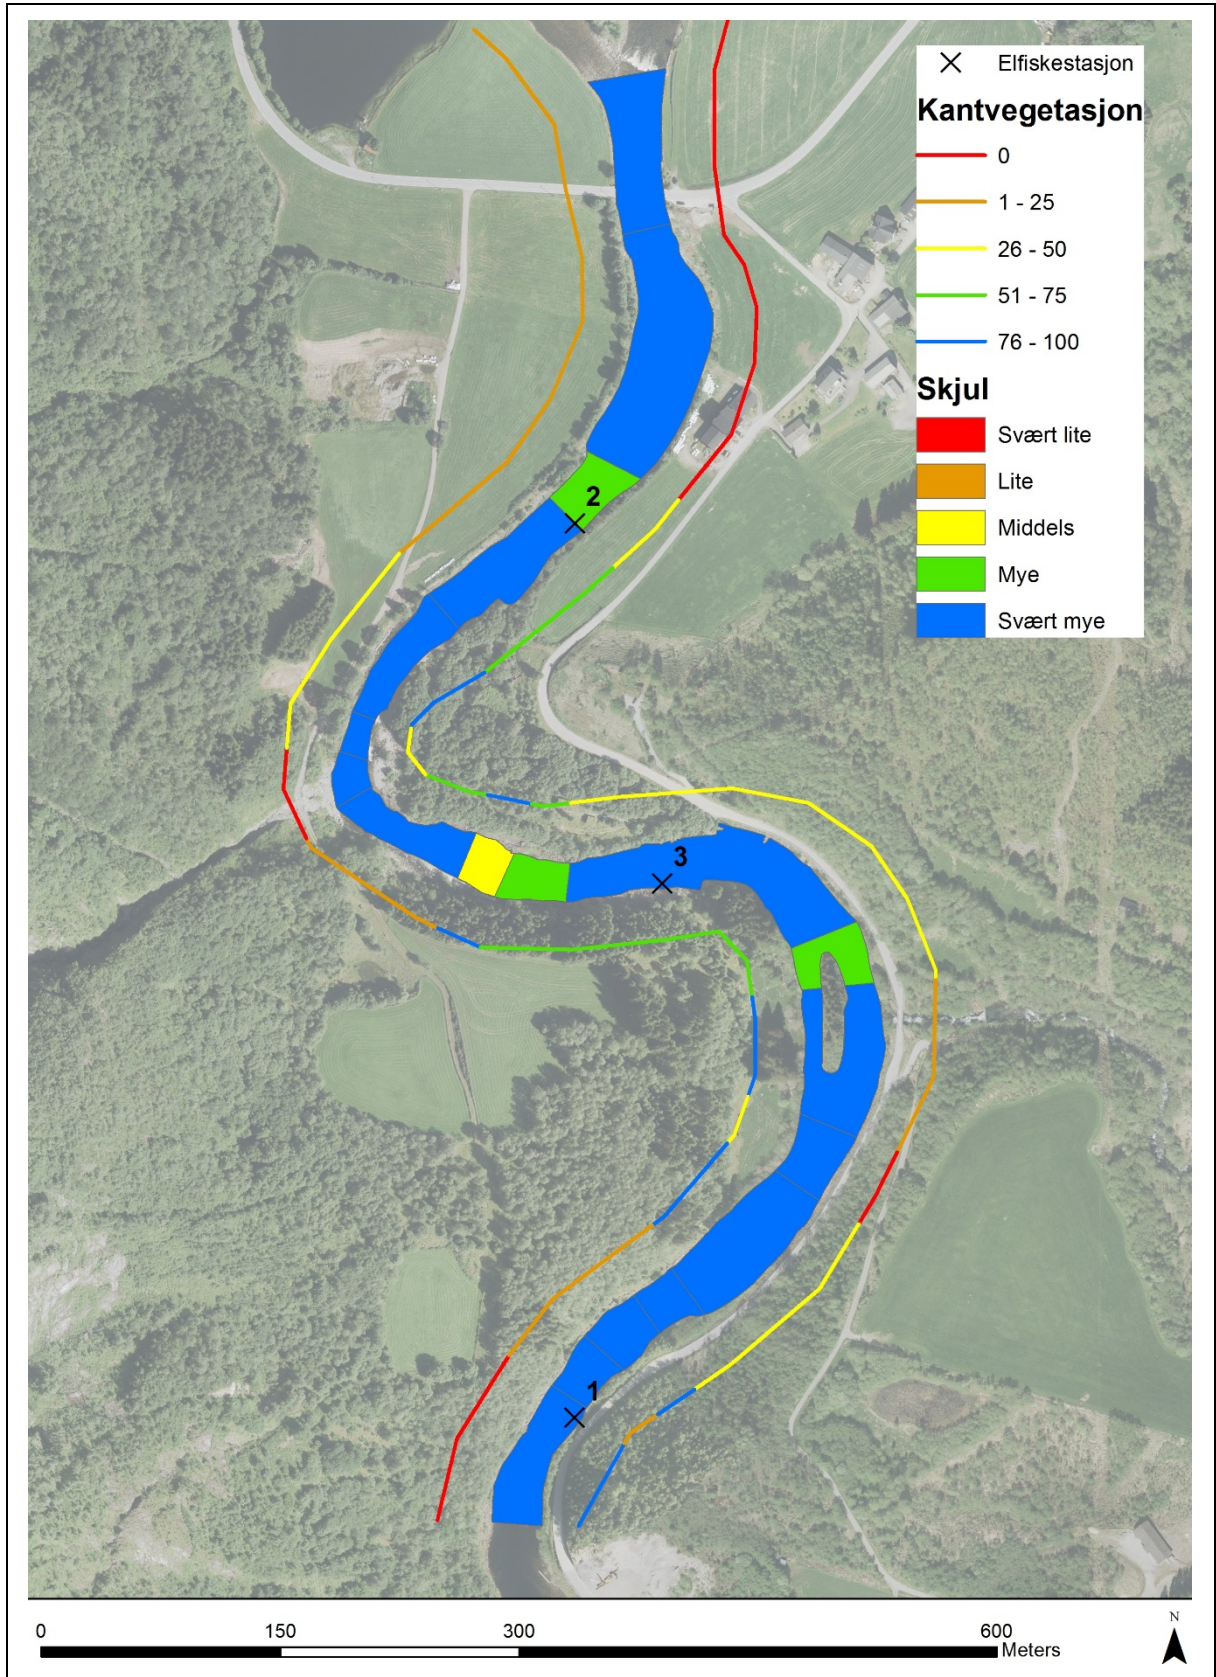 Elfiskestasjon
Kantvegetasjon
0
1 - 25
26 - 50
51 - 75
76 - 100
Skjul
Svært lite
Lite
Middels
Mye
Svært mye
2
3
1
0 150 300 600
Meters
N